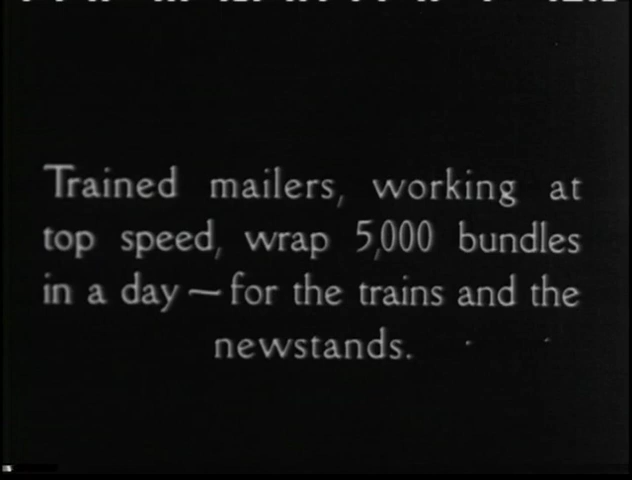 Trained mailers, working at
top speed, wrap 5,000 bundles
in a day — for the trains and the
newstands.